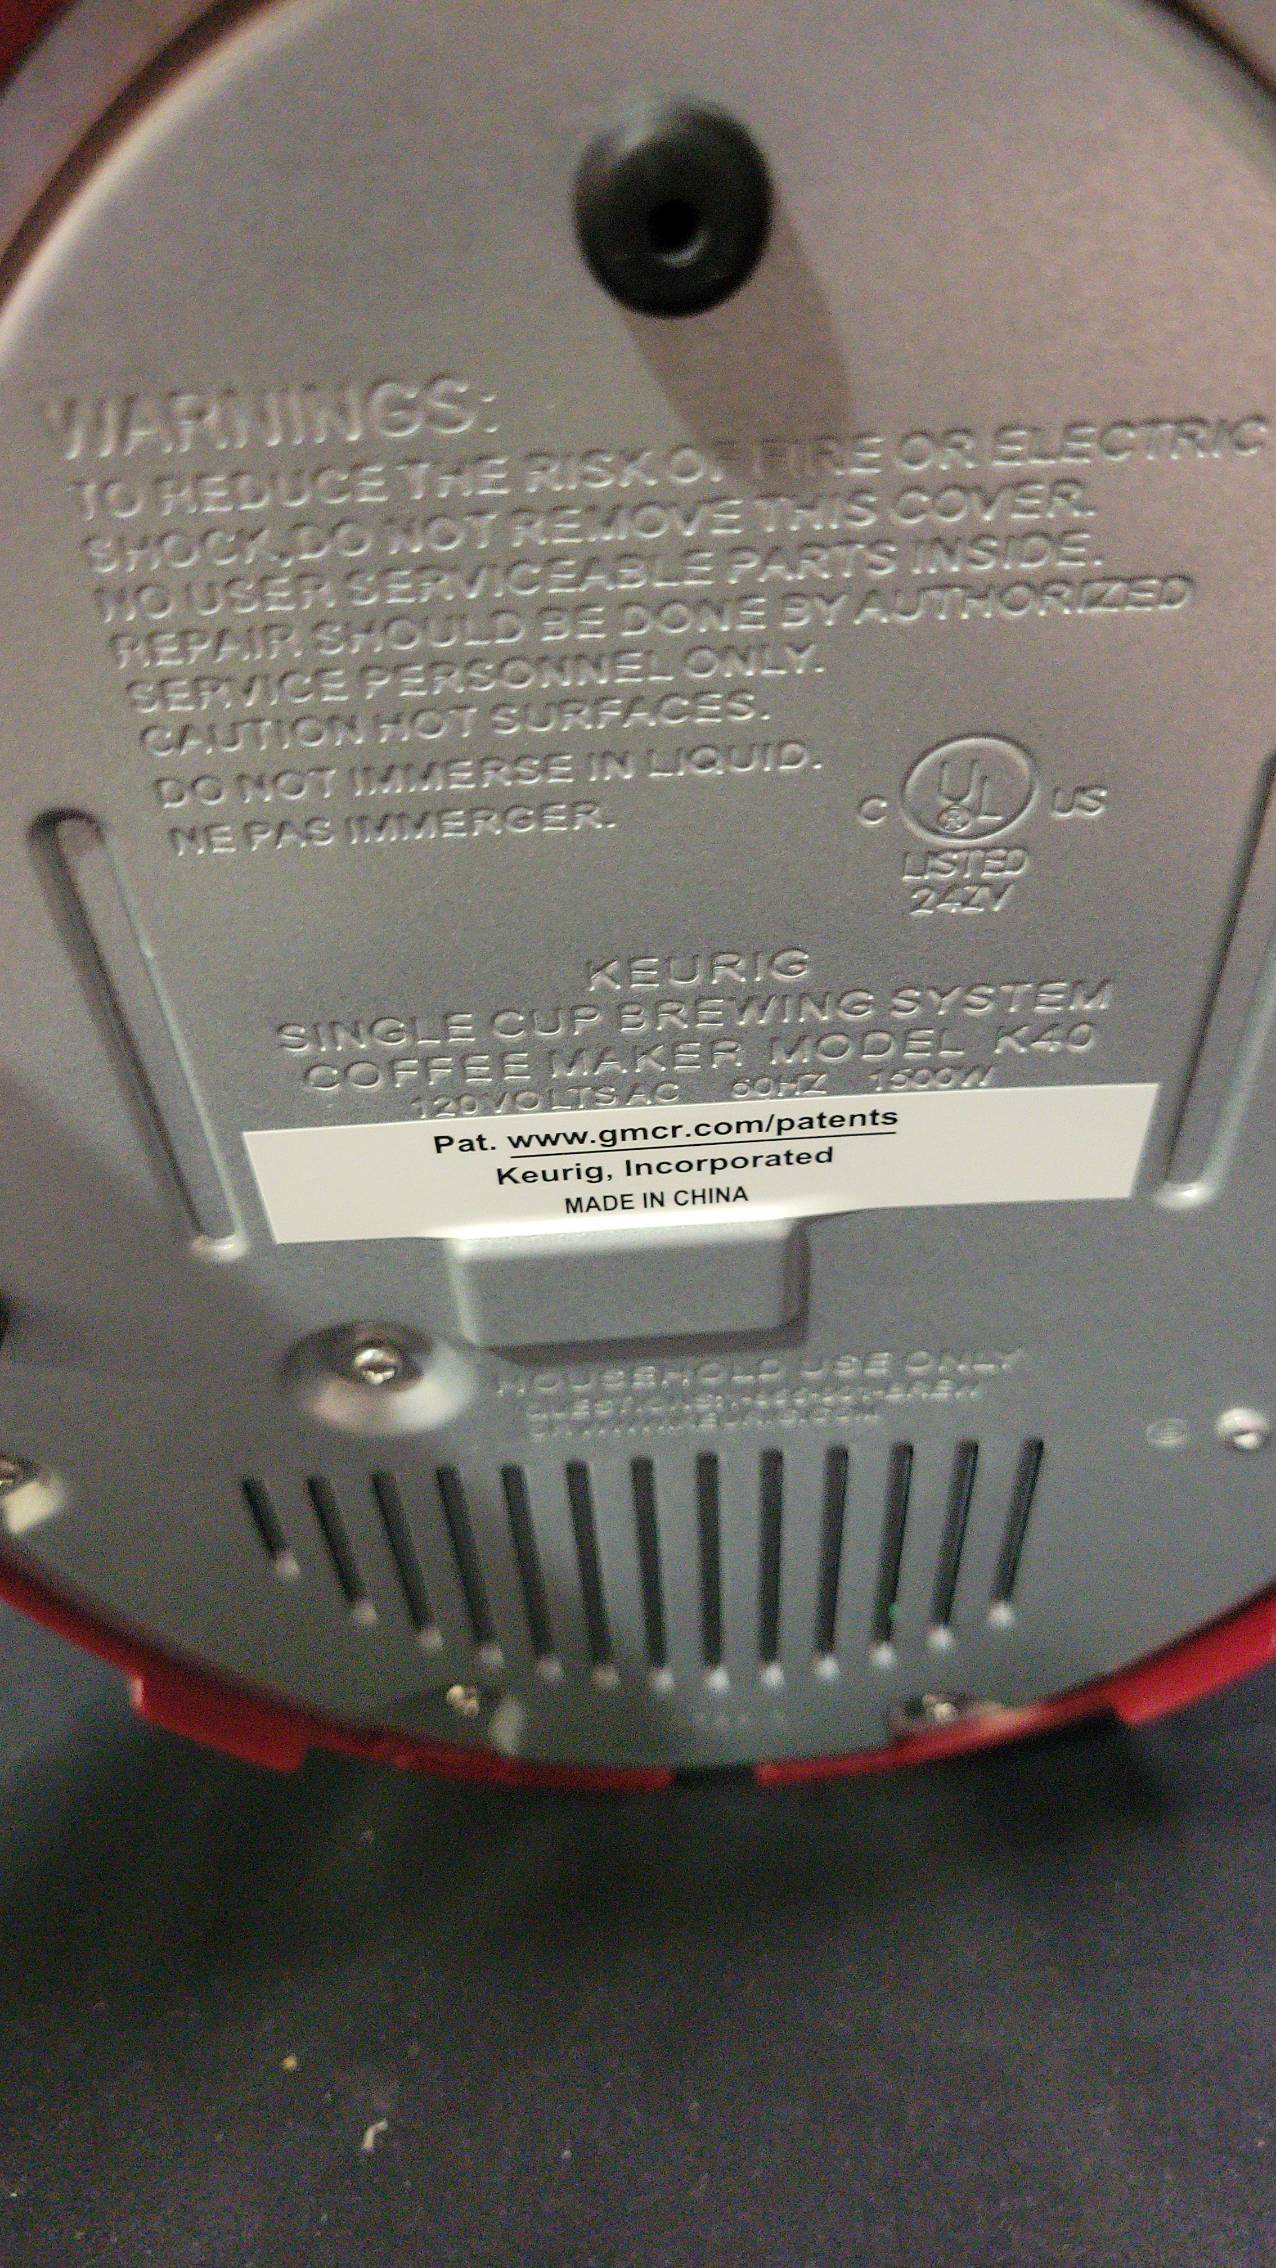 WARNINGS:
TO REDUCE THE RISK OF FIRE OR ELECTRIC
SHOCK,DO NOT REMOVE THIS COVER.
NO USER SERVICEABLE PARTS INSIDE.
REPAIR SHOULD BE DONE BY AUTHORIZED
SERVICE PERSONNEL ONLY.
CAUTION HOT SURFACES.
DO NOT IMMERSE IN LIQUID.
NE PAS IMMERGER.
C UL® US
LISTED
24ZV
KEURIG
SINGLE CUP BREWING SYSTEM
COFFEE MAKER MODEL K40
120VOLTSAC 60HZ 1500W
Pat. www.gmcr.com/patents
Keurig, Incorporated
MADE IN CHINA
HOUSEHOLD USE ONLY